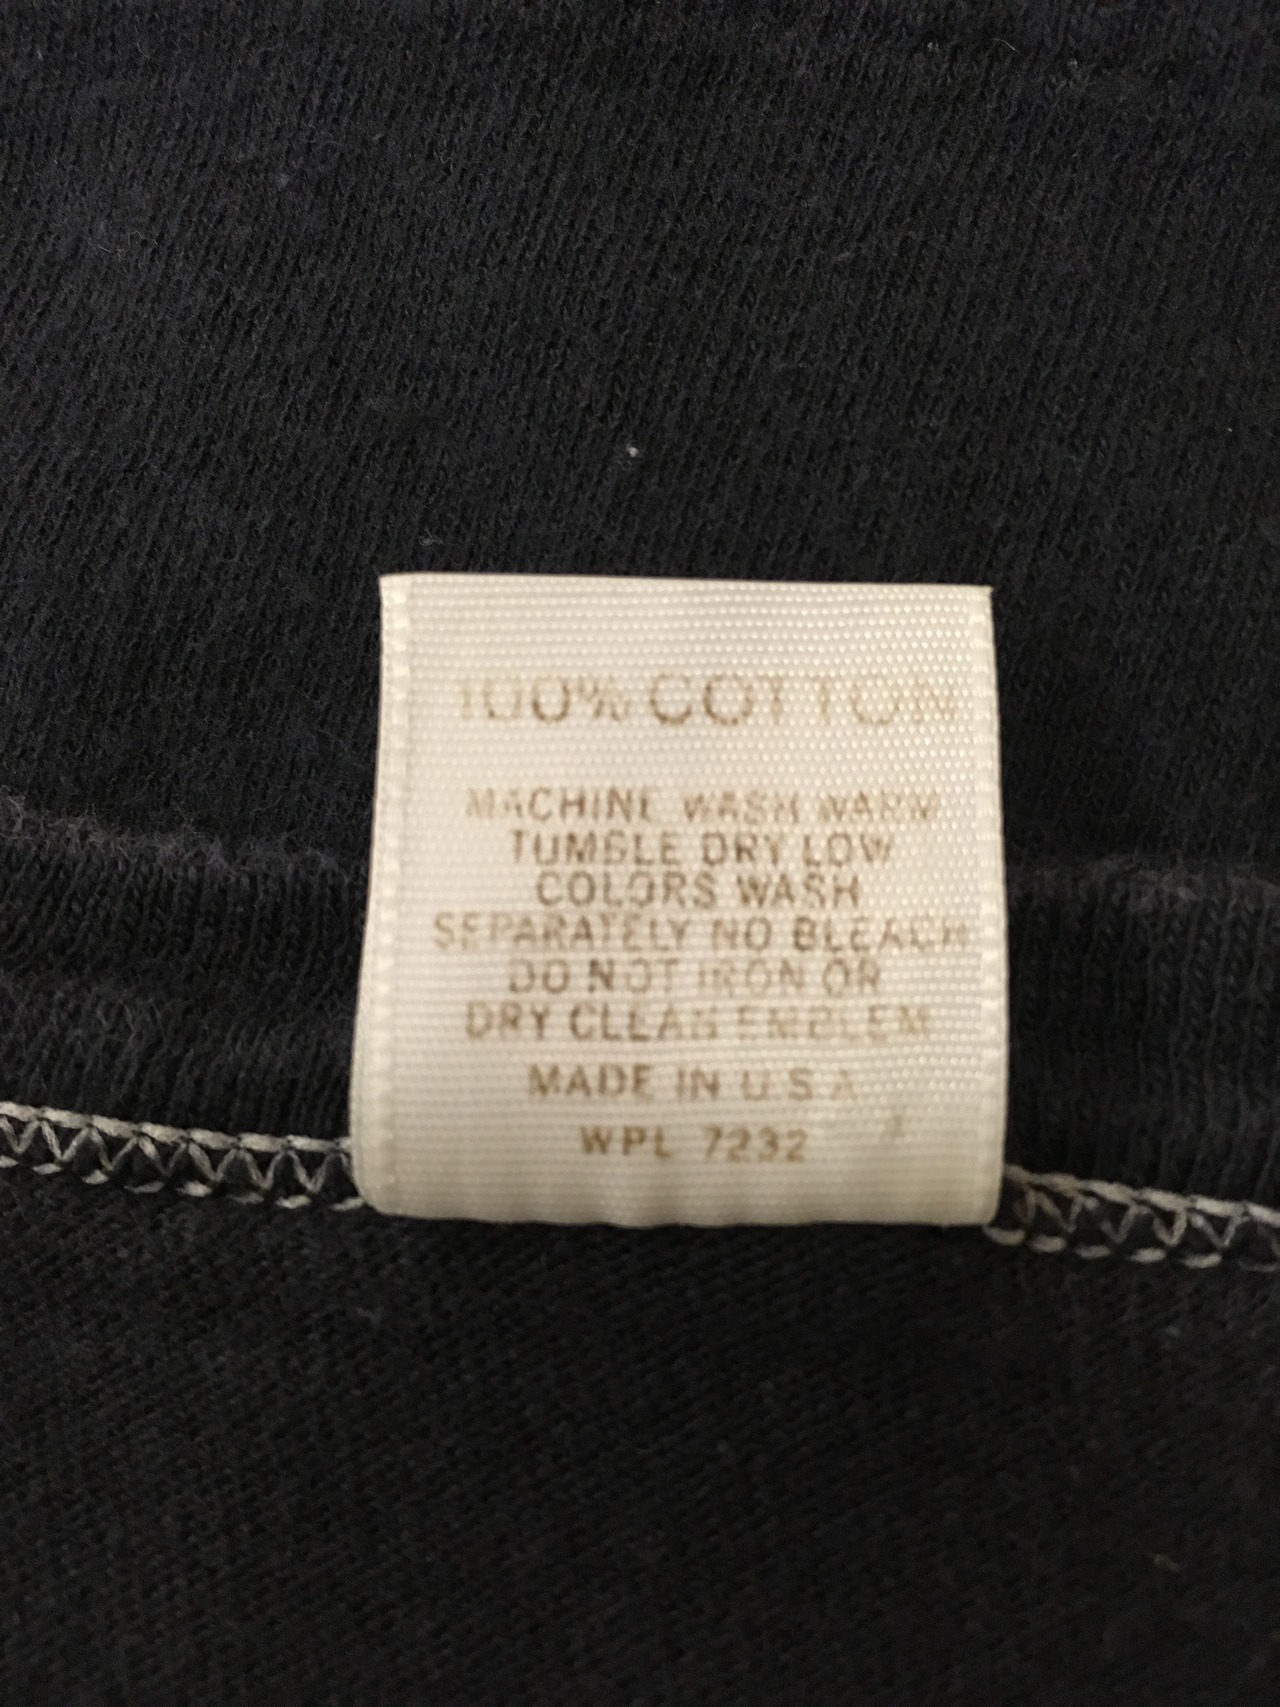 100% COTTON
MACHINE WASH WARM
TUMBLE DRY LOW
COLORS WASH
SEPARATELY NO BLEACH
DO NOT IRON OR
DRY CLEAN EMBLEM
MADE IN U.S.A
WPL 7232